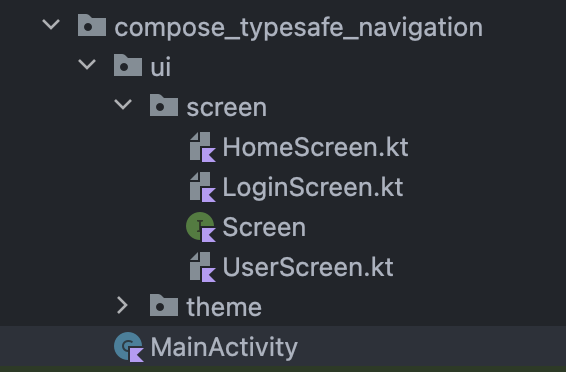 compose_typesafe_navigation
ui
screen
HomeScreen.kt
LoginScreen.kt
Screen
UserScreen.kt
theme
MainActivity